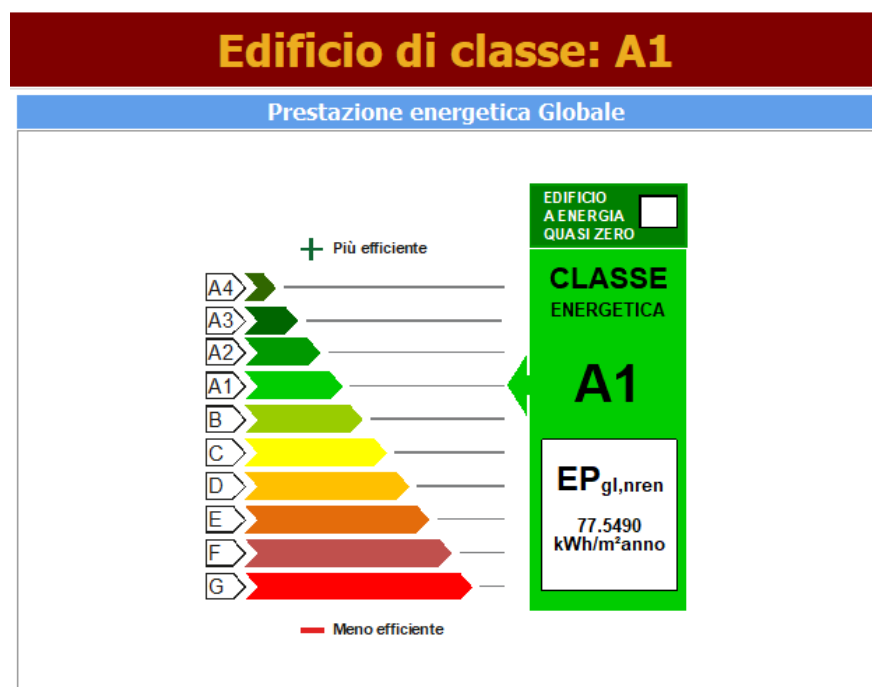 Edificio di classe: A1
Prestazione energetica Globale
EDIFICIO
A ENERGIA
QUASI ZERO
Più efficiente
CLASSE
ENERGETICA
A4
A3
A2
A1
A1
B
C
D
E
F
G
EPgl,nren
77.5490
kWh/m²anno
Meno efficiente